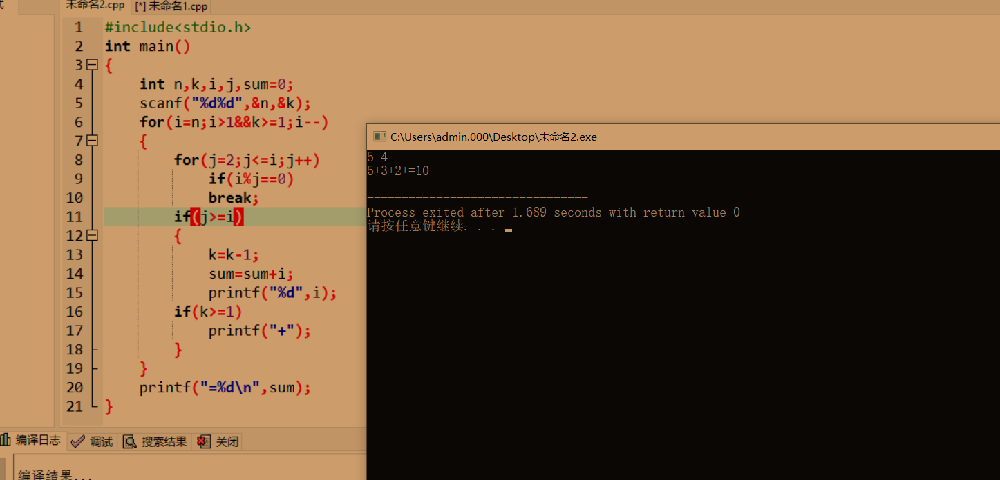 未命名2.cpp [*] 未命名1.cpp
1 #include<stdio.h>
2 int main()
3 {
4 int n,k,i,j,sum=0;
5 scanf("%d%d",&n,&k);
6 for(i=n;i>1&&k>=1;i--)
7 {
8 for(j=2;j<=i;j++)
9 if(i%j==0)
10 break;
11 if(j>=i)
12 {
13 k=k-1;
14 sum=sum+i;
15 printf("%d",i);
16 if(k>=1)
17 printf("+");
18 }
19 }
20 printf("=%d\n",sum);
21 }
C:\Users\admin.000\Desktop\未命名2.exe
5 4
5+3+2+=10
--------------------------------
Process exited after 1.689 seconds with return value 0
请按任意键继续. . .
编译日志 调试 搜索结果 关闭
编译结果...